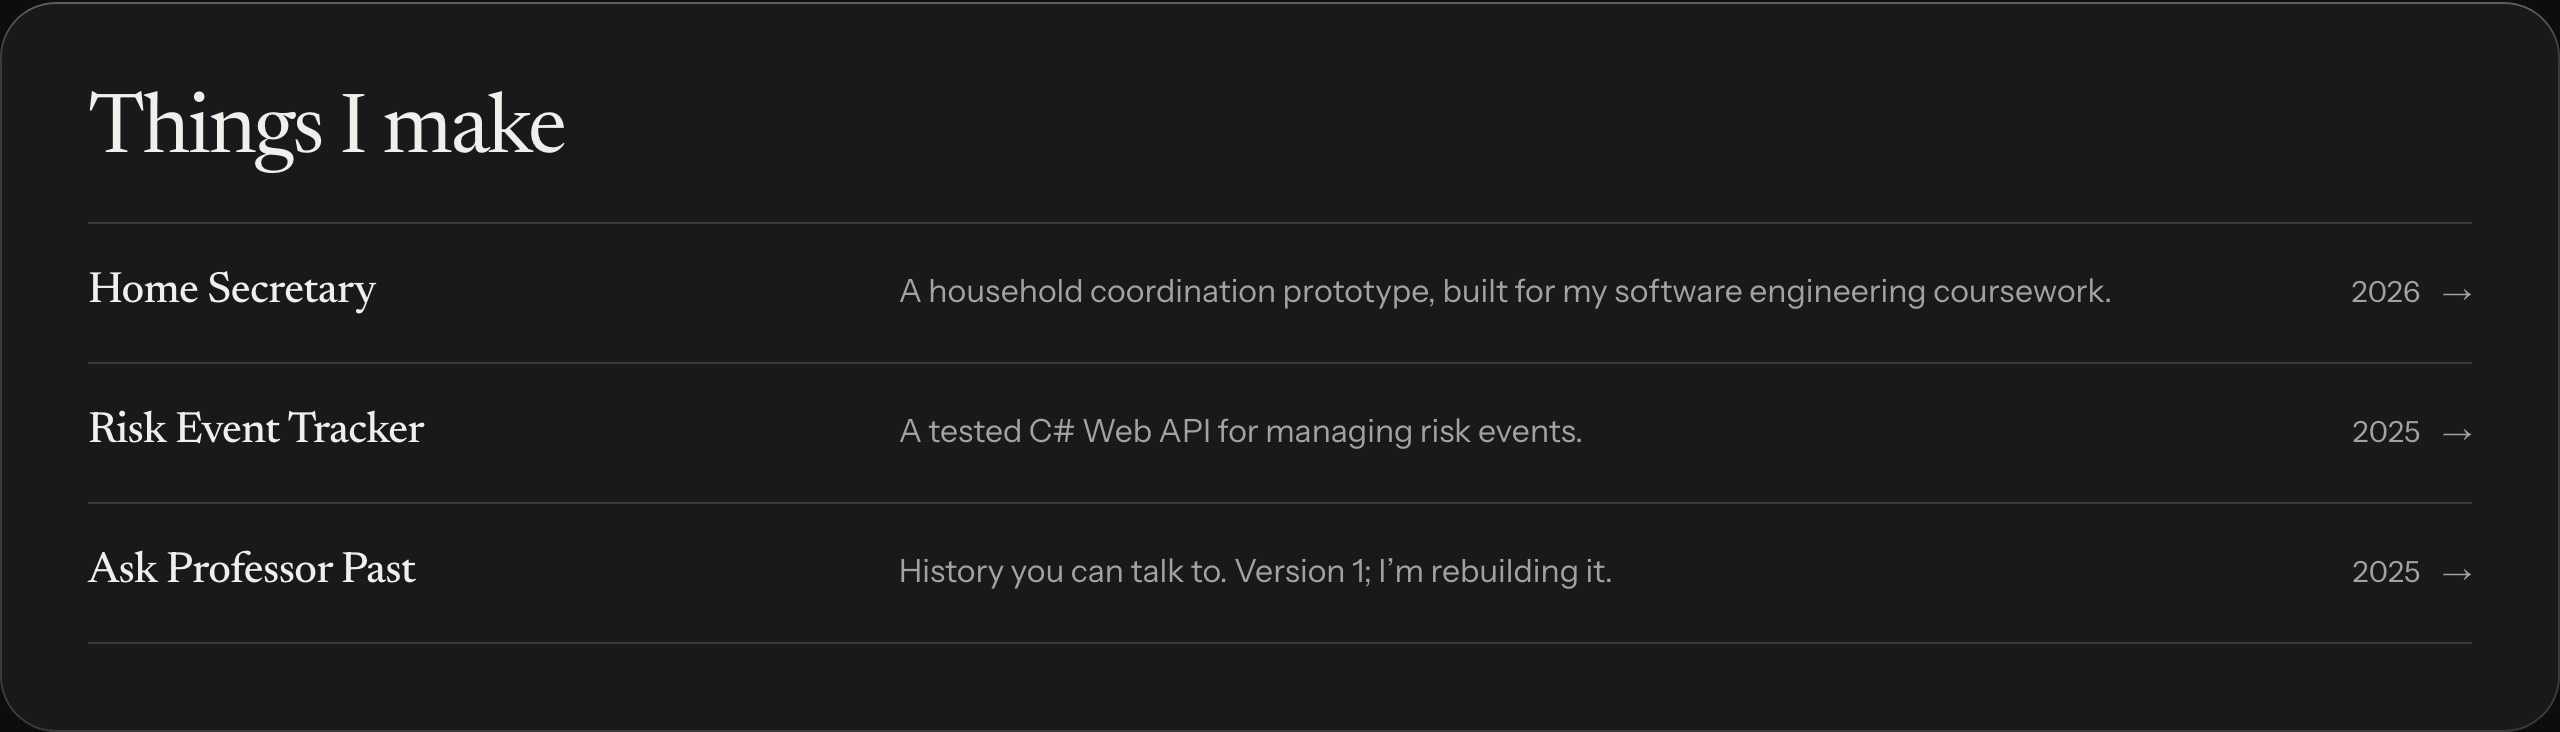 Things I make
Home Secretary
A household coordination prototype, built for my software engineering coursework.
2026 →
Risk Event Tracker
A tested C# Web API for managing risk events.
2025 →
Ask Professor Past
History you can talk to. Version 1; I’m rebuilding it.
2025 →